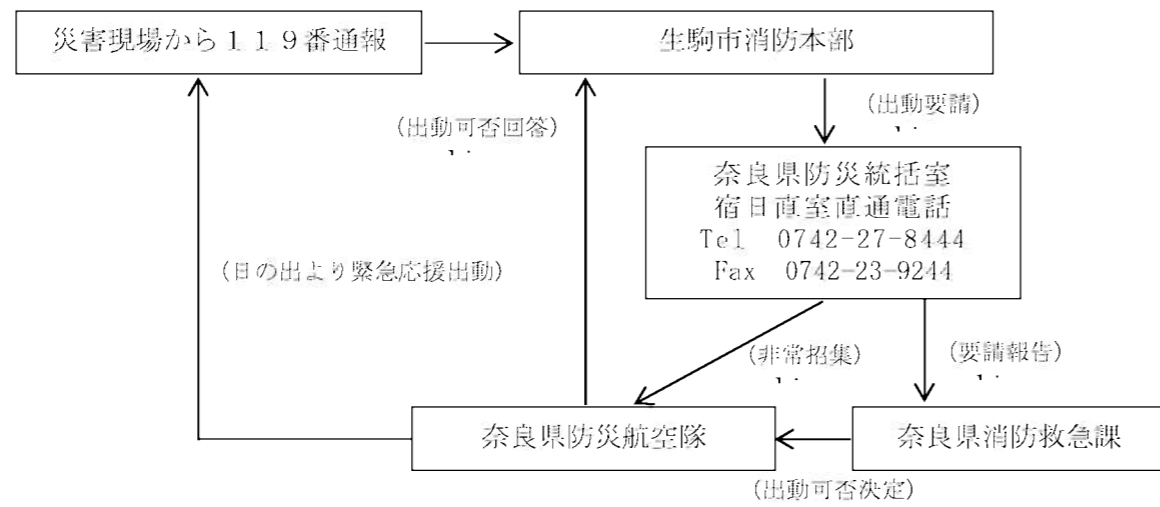 災害現場から119番通報
生駒市消防本部
(出動要請)
(出動可否回答)
奈良県防災統括室
宿日直室直通電話
Tel 0742-27-8444
Fax 0742-23-9244
(日の出より緊急応援出動)
(非常招集)
(要請報告)
奈良県防災航空隊
奈良県消防救急課
(出動可否決定)